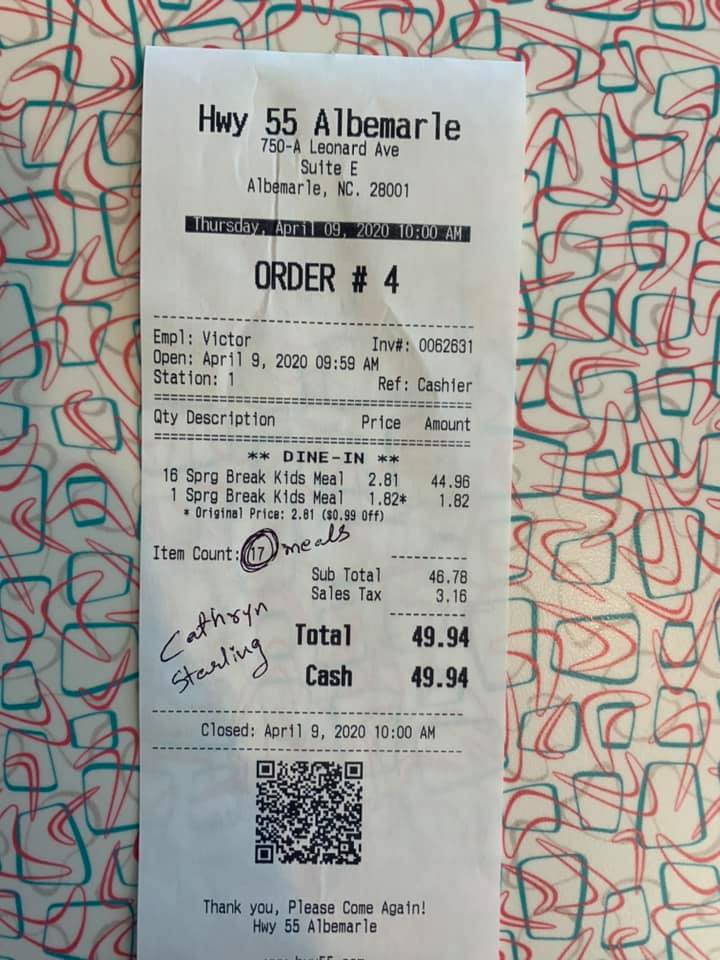 Hwy 55 Albemarle
750-A Leonard Ave
Suite E
Albemarle, NC. 28001
Thursday, April 09, 2020 10:00 AM
ORDER # 4
Empl: Victor Inv#: 0062631
Open: April 9, 2020 09:59 AM
Station: 1 Ref: Cashier
Qty Description Price Amount
** DINE-IN **
16 Sprg Break Kids Meal 2.81 44.96
1 Sprg Break Kids Meal 1.82* 1.82
* Original Price: 2.81 ($0.99 Off)
Item Count: 17 meals
Sub Total 46.78
Sales Tax 3.16
Cathryn
Starling
Total 49.94
Cash 49.94
Closed: April 9, 2020 10:00 AM
Thank you, Please Come Again!
Hwy 55 Albemarle